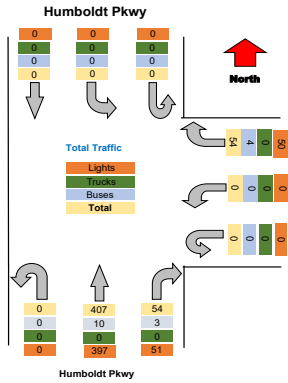 Humboldt Pkwy
0 0 0
0 0 0
0 0 0
0 0 0
North
54 4 0 50
Total Traffic
Lights
Trucks
Buses
Total
0 0 0 0
0 0 0 0
0 407 54
0 10 3
0 0 0
0 397 51
Humboldt Pkwy